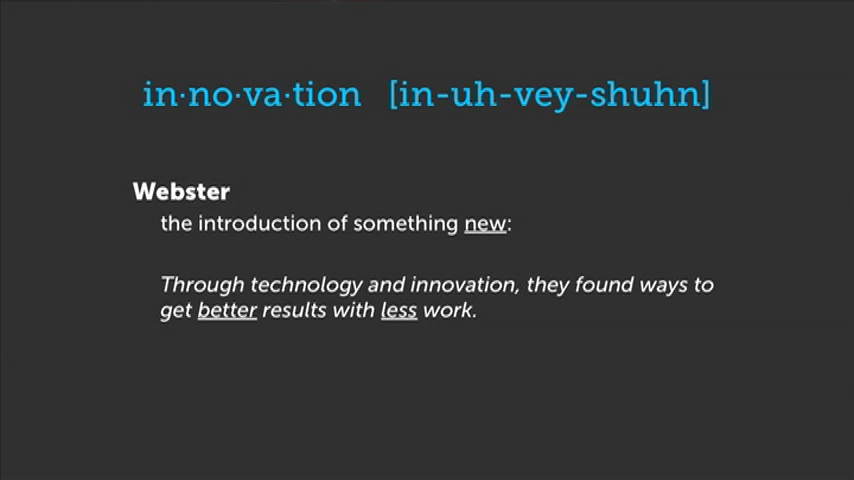 in·no·va·tion [in-uh-vey-shuhn]
Webster
the introduction of something new:
Through technology and innovation, they found ways to
get better results with less work.